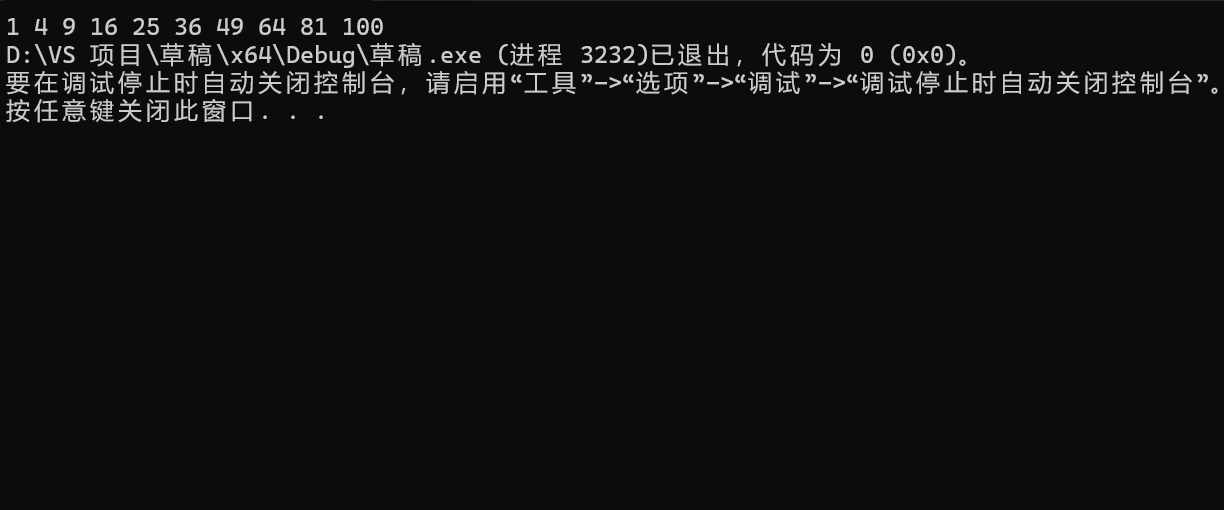 1 4 9 16 25 36 49 64 81 100
D:\VS 项目\草稿\x64\Debug\草稿.exe (进程 3232)已退出，代码为 0 (0x0)。
要在调试停止时自动关闭控制台，请启用“工具”->“选项”->“调试”->“调试停止时自动关闭控制台”。
按任意键关闭此窗口. . .